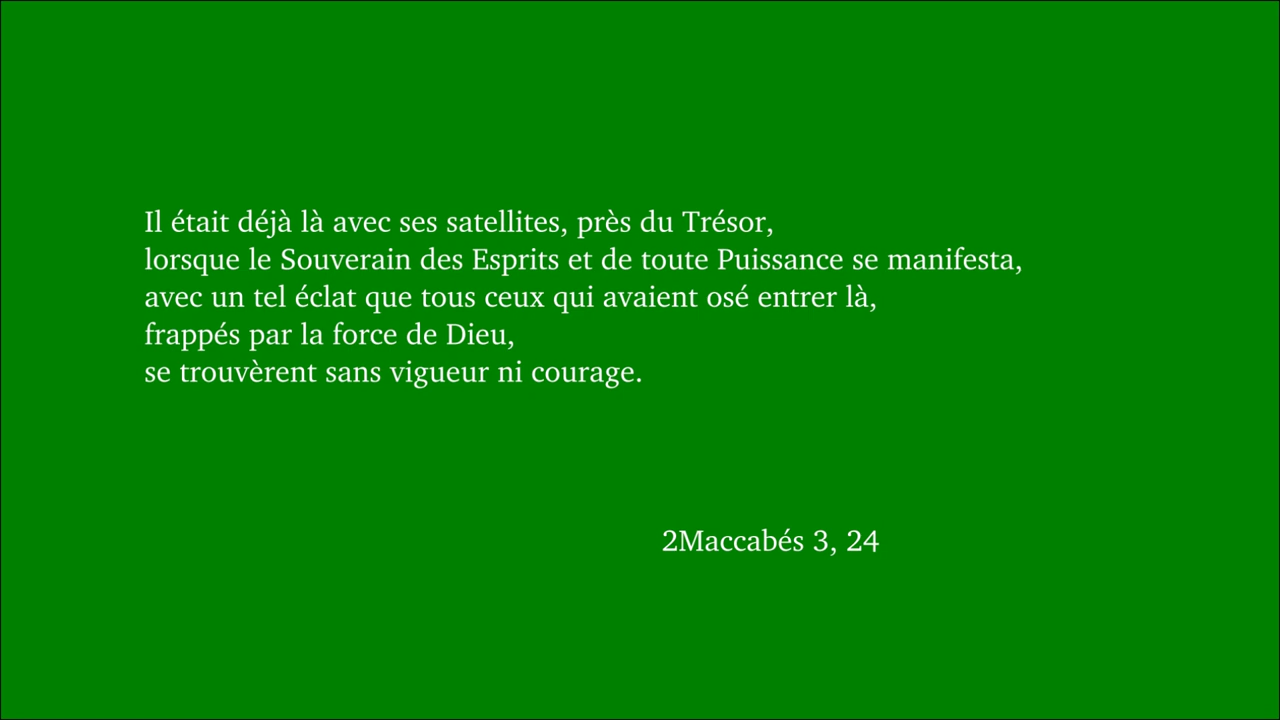 Il était déjà là avec ses satellites, près du Trésor,
lorsque le Souverain des Esprits et de toute Puissance se manifesta,
avec un tel éclat que tous ceux qui avaient osé entrer là,
frappés par la force de Dieu,
se trouvèrent sans vigueur ni courage.
2Maccabés 3, 24